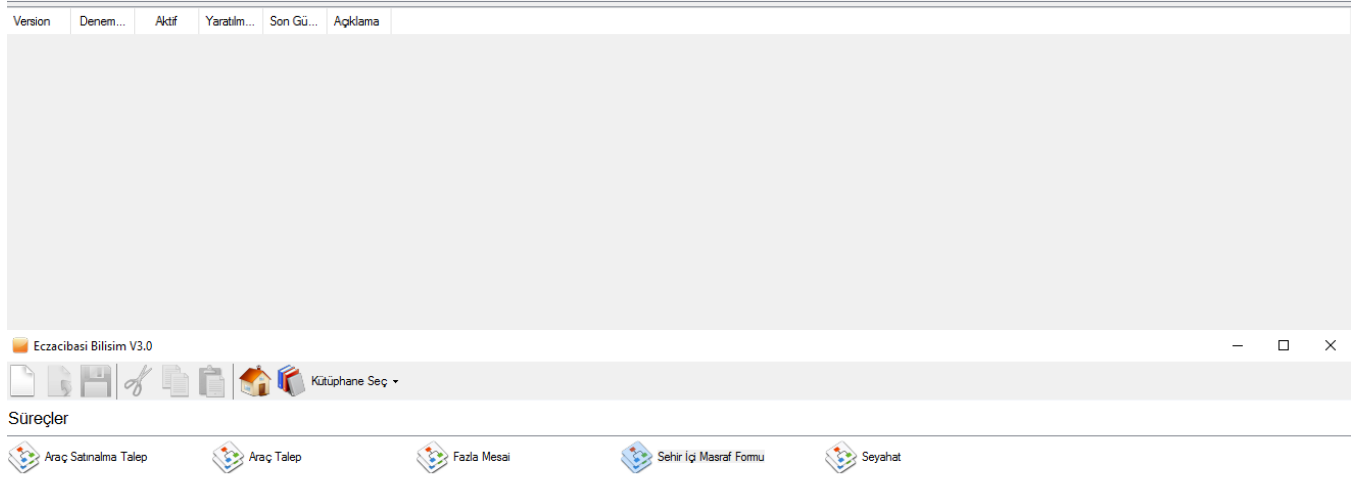 Version Denem... Aktif Yaratılm... Son Gü... Açıklama
Eczacibasi Bilisim V3.0
Kütüphane Seç
Süreçler
Araç Satınalma Talep Araç Talep Fazla Mesai Sehir İçi Masraf Formu Seyahat